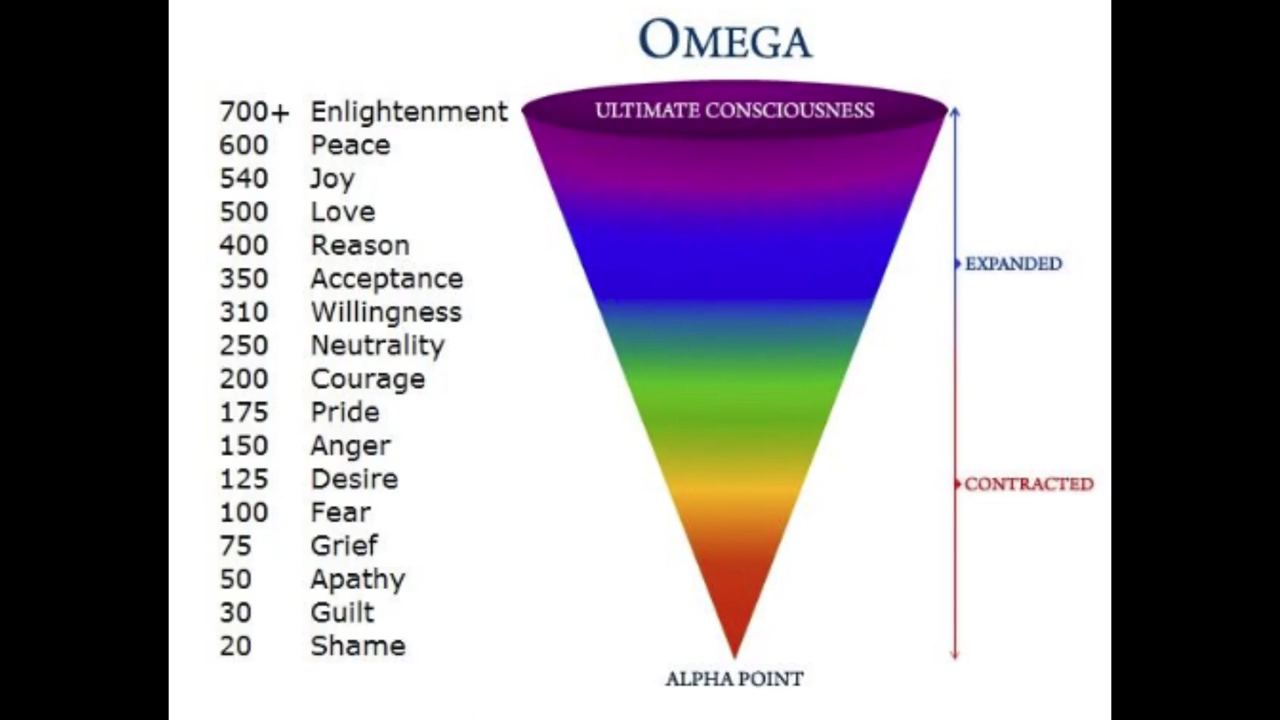 OMEGA
700+ Enlightenment
ULTIMATE CONSCIOUSNESS
600 Peace
540 Joy
500 Love
400 Reason
EXPANDED
350 Acceptance
310 Willingness
250 Neutrality
200 Courage
175 Pride
150 Anger
125 Desire
CONTRACTED
100 Fear
75 Grief
50 Apathy
30 Guilt
20 Shame
ALPHA POINT